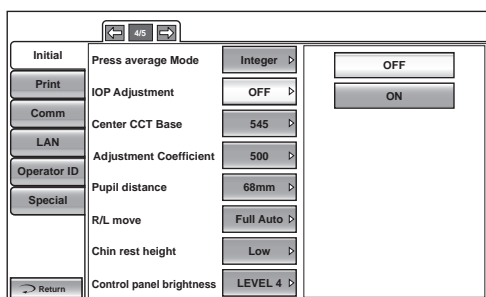 4/5
Initial
Print
Comm
LAN
Operator ID
Special
Return
Press average Mode Integer
IOP Adjustment OFF
Center CCT Base 545
Adjustment Coefficient 500
Pupil distance 68mm
R/L move Full Auto
Chin rest height Low
Control panel brightness LEVEL 4
OFF
ON